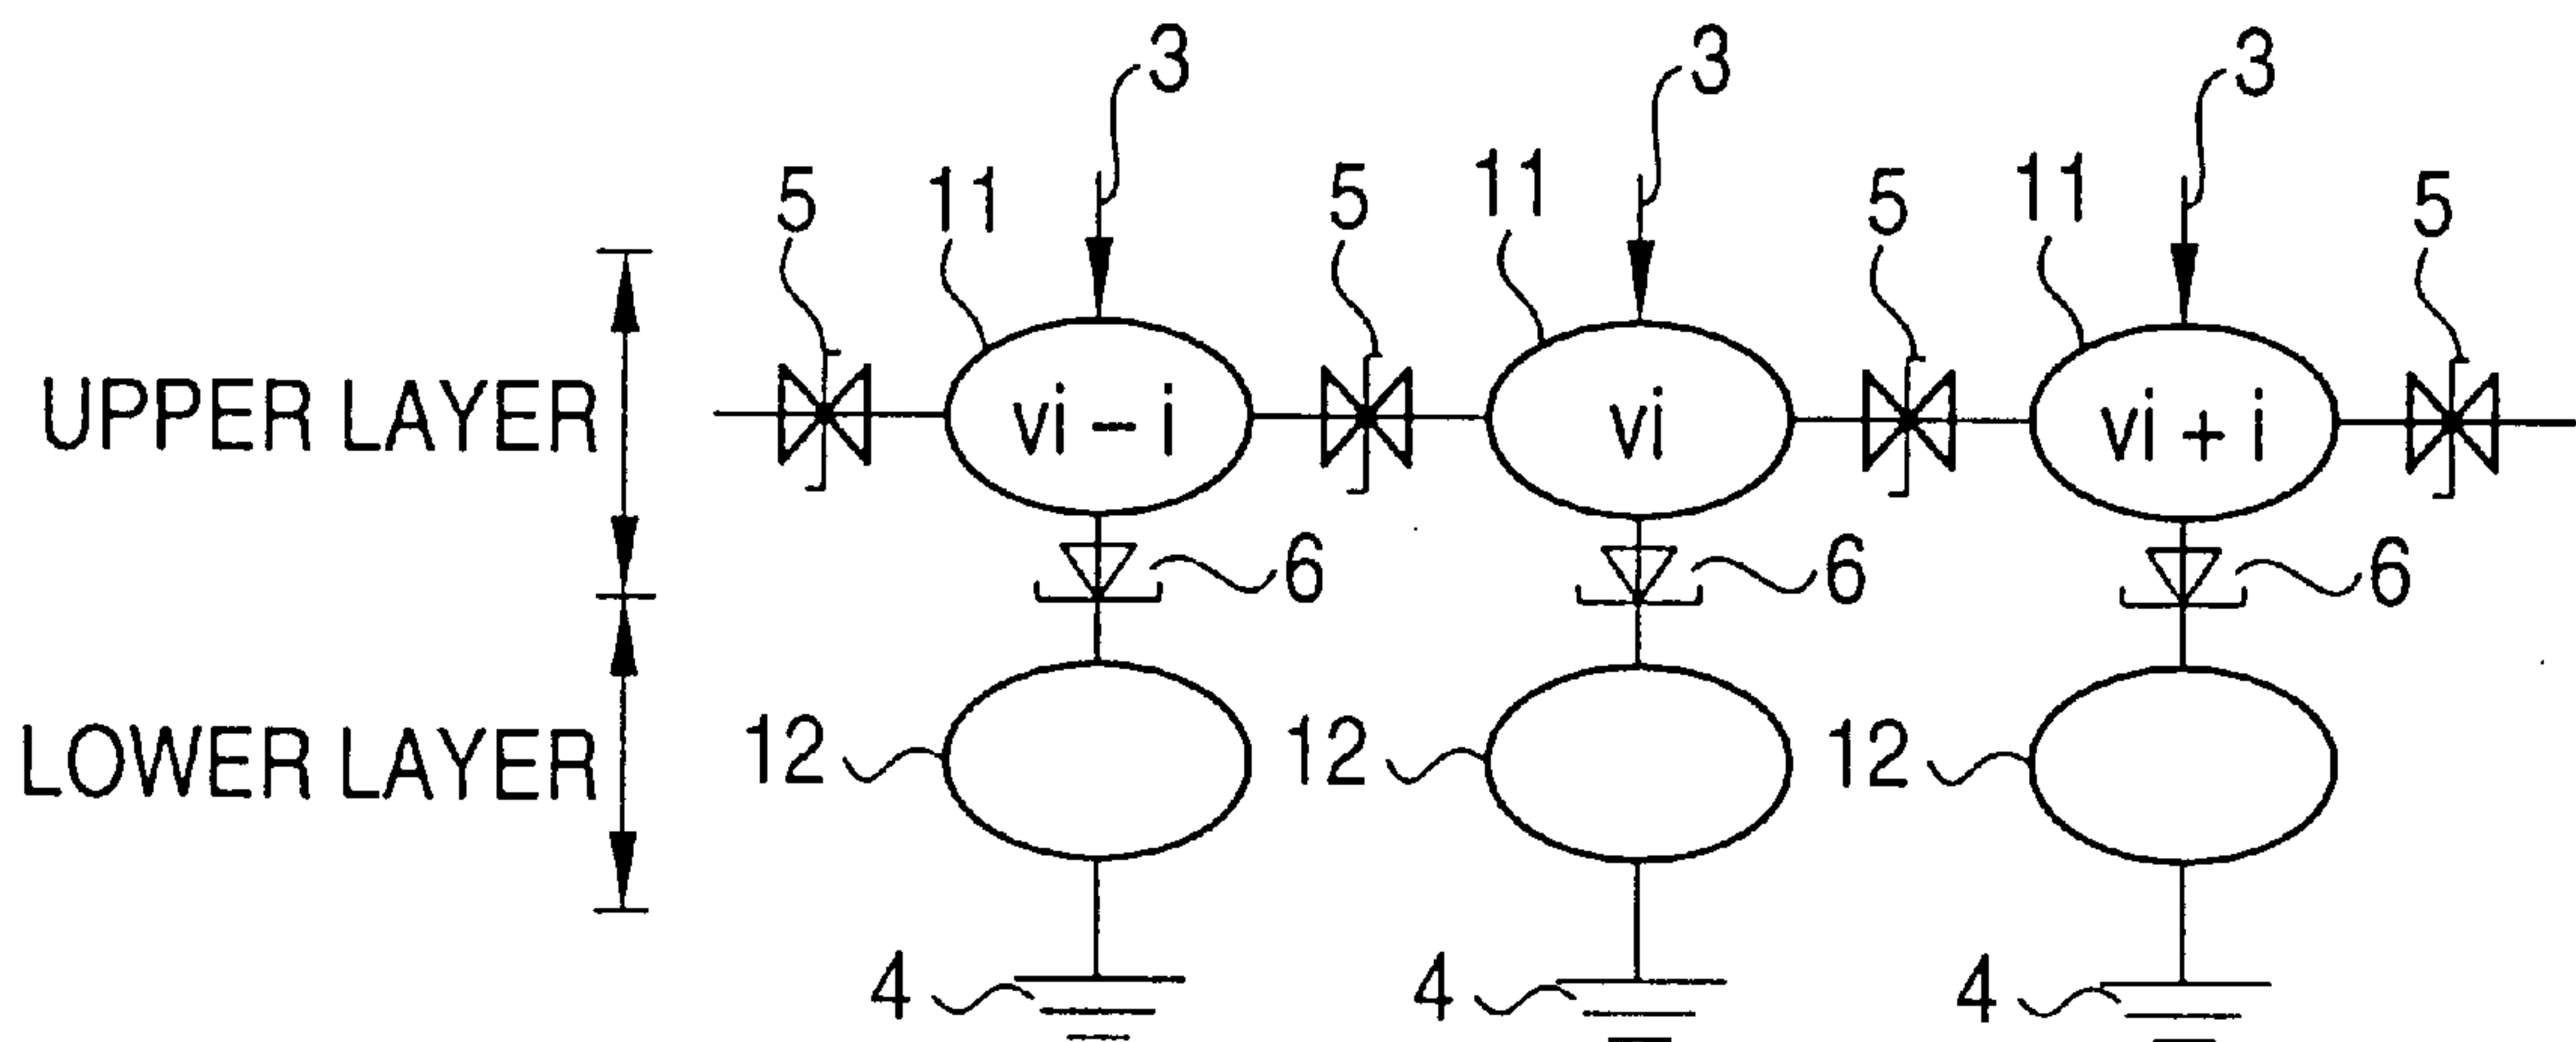 3 3 3
5 11 5 11 5 11 5
UPPER LAYER vi – i vi vi + i
6 6 6
LOWER LAYER 12 12 12
4 4 4